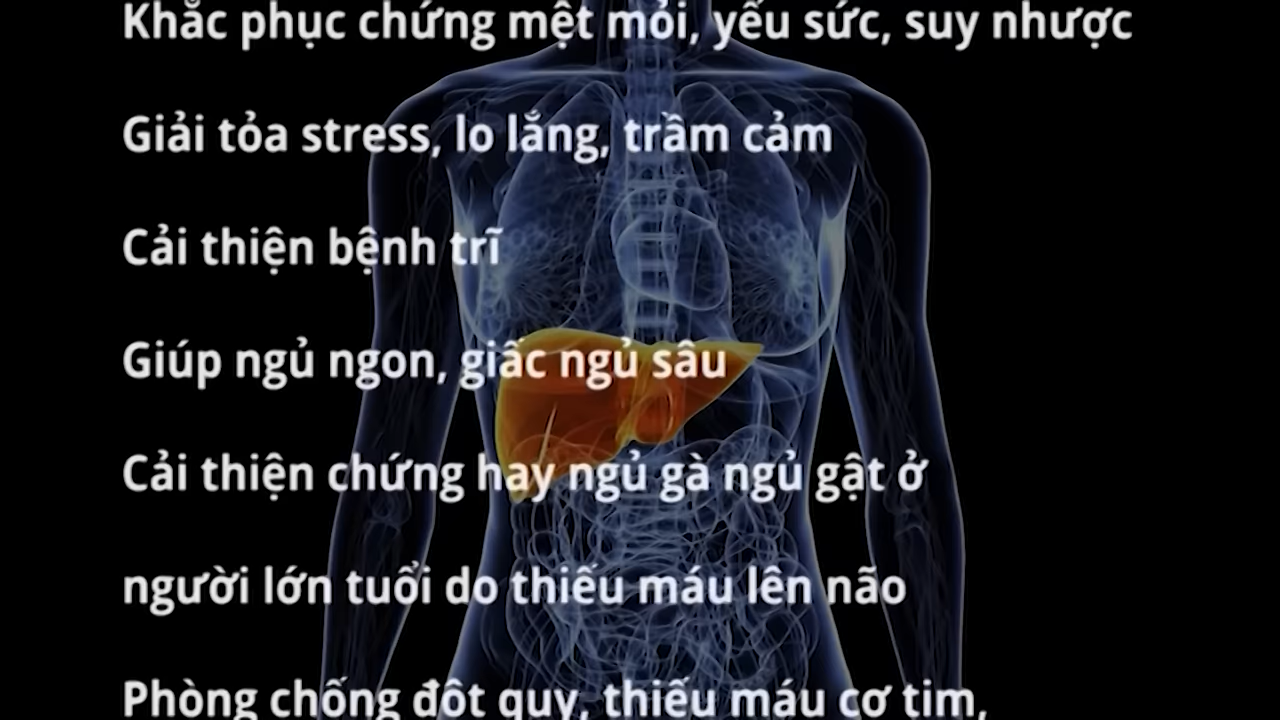 Khắc phục chứng mệt mỏi, yếu sức, suy nhược
Giải tỏa stress, lo lắng, trầm cảm
Cải thiện bệnh trĩ
Giúp ngủ ngon, giấc ngủ sâu
Cải thiện chứng hay ngủ gà ngủ gật ở
người lớn tuổi do thiếu máu lên não
Phòng chống đột quỵ, thiếu máu cơ tim,